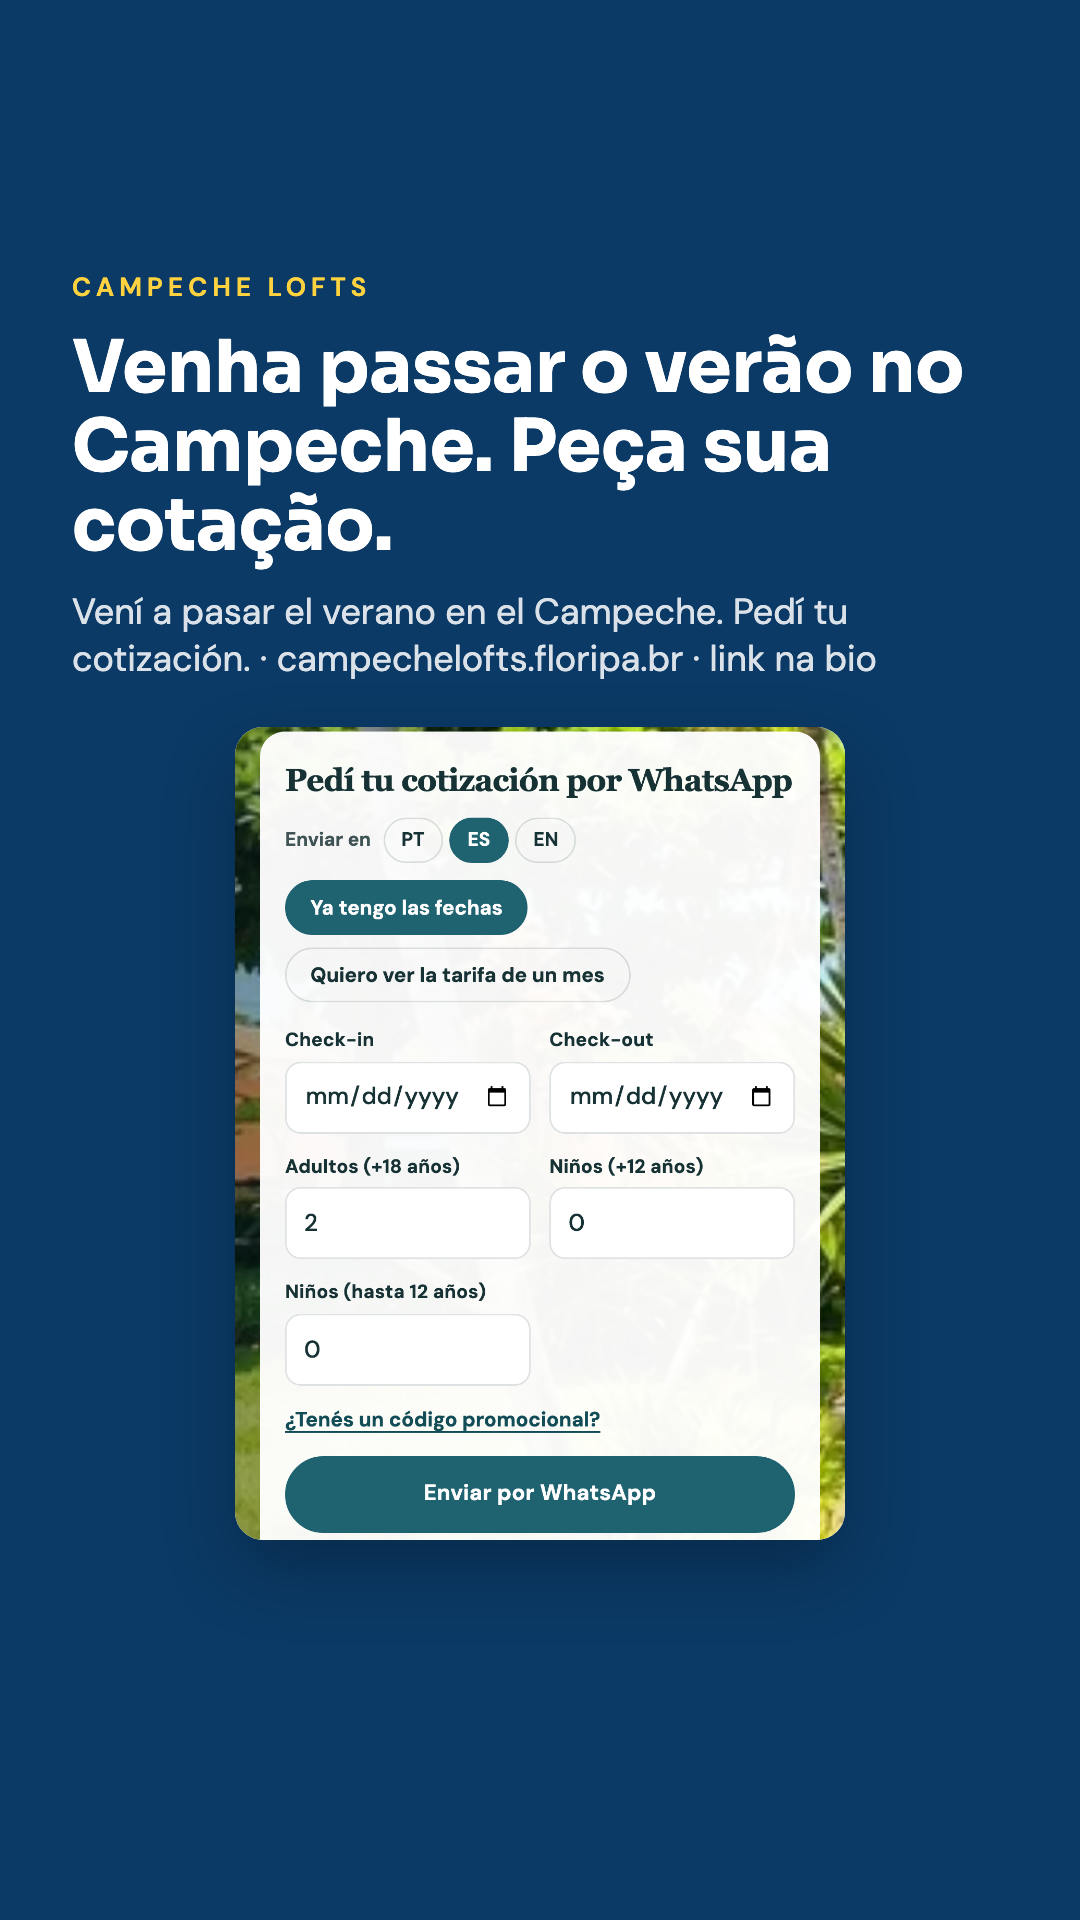 CAMPECHE LOFTS
Venha passar o verão no
Campeche. Peça sua
cotação.
Vení a pasar el verano en el Campeche. Pedí tu
cotización. · campechelofts.floripa.br · link na bio
Pedí tu cotización por WhatsApp
Enviar en PT ES EN
Ya tengo las fechas
Quiero ver la tarifa de un mes
Check-in Check-out
mm/dd/yyyy mm/dd/yyyy
Adultos (+18 años) Niños (+12 años)
2 0
Niños (hasta 12 años)
0
¿Tenés un código promocional?
Enviar por WhatsApp